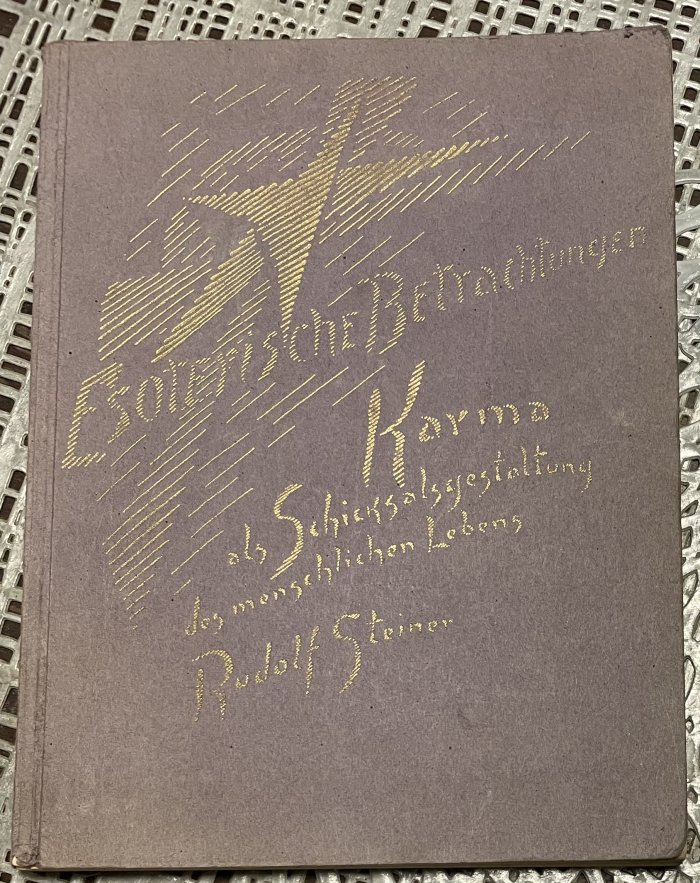 Esoterische Betrachtungen
Karma
als Schicksalsgestaltung
des menschlichen Lebens
Rudolf Steiner